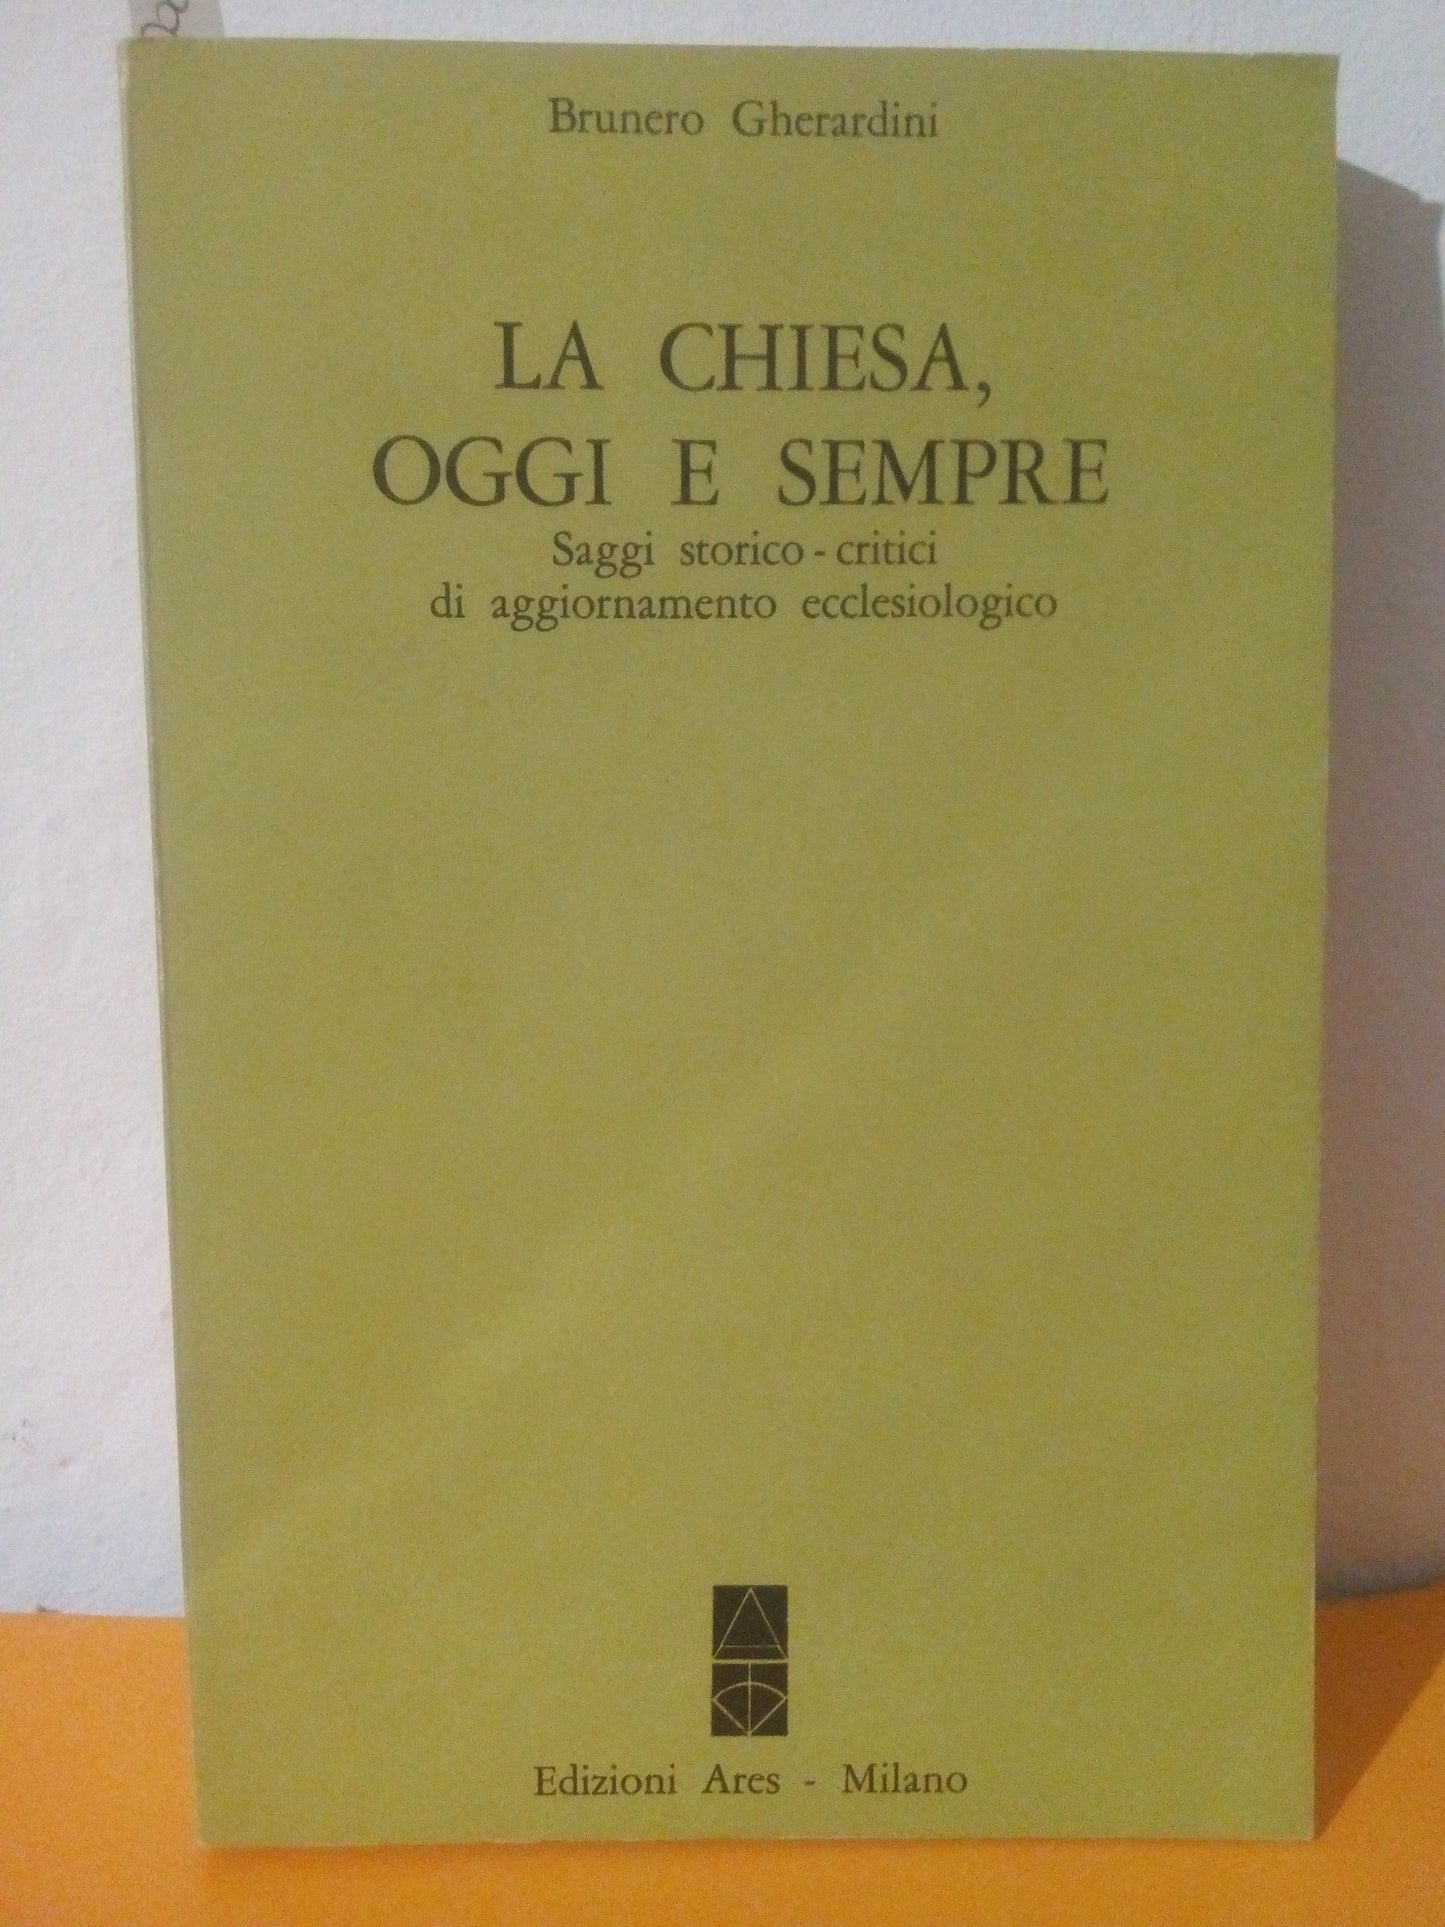 Brunero Gherardini
LA CHIESA,
OGGI E SEMPRE
Saggi storico-critici
di aggiornamento ecclesiologico
Edizioni Ares - Milano